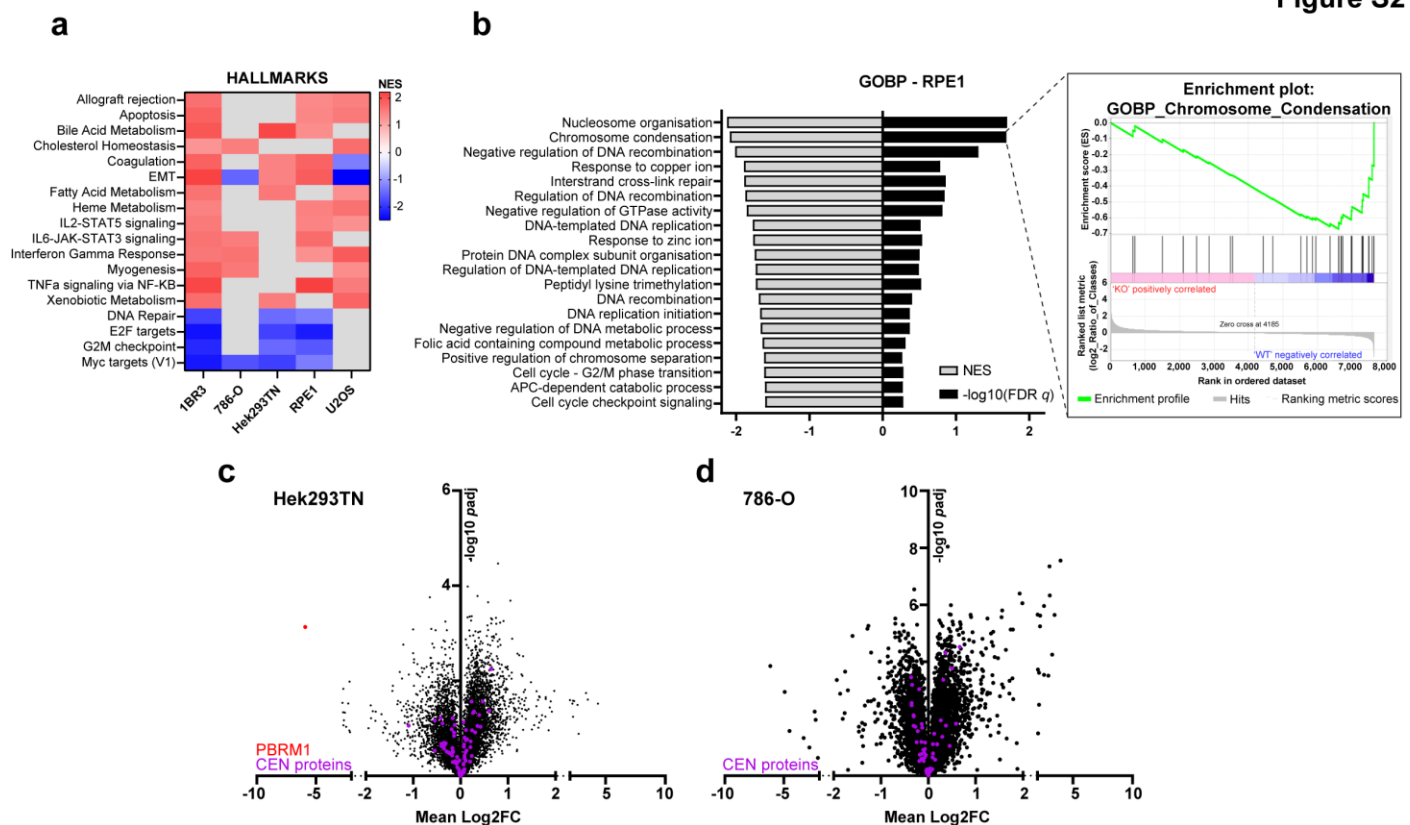 Figure S2
a
b
HALLMARKS
NES
2
1
0
-1
-2
Allograft rejection
Apoptosis
Bile Acid Metabolism
Cholesterol Homeostasis
Coagulation
EMT
Fatty Acid Metabolism
Heme Metabolism
IL2-STAT5 signaling
IL6-JAK-STAT3 signaling
Interferon Gamma Response
Myogenesis
TNFa signaling via NF-KB
Xenobiotic Metabolism
DNA Repair
E2F targets
G2M checkpoint
Myc targets (V1)
1BR3
786-O
Hek293TN
RPE1
U2OS
GOBP - RPE1
Nucleosome organisation
Chromosome condensation
Negative regulation of DNA recombination
Response to copper ion
Interstrand cross-link repair
Regulation of DNA recombination
Negative regulation of GTPase activity
DNA-templated DNA replication
Response to zinc ion
Protein DNA complex subunit organisation
Regulation of DNA-templated DNA replication
Peptidyl lysine trimethylation
DNA recombination
DNA replication initiation
Negative regulation of DNA metabolic process
Folic acid containing compound metabolic process
Positive regulation of chromosome separation
Cell cycle - G2/M phase transition
APC-dependent catabolic process
Cell cycle checkpoint signaling
NES
-log10(FDR q)
-2 -1 0 1 2
Enrichment plot:
GOBP_Chromosome_Condensation
Enrichment score (ES)
0.0
-0.1
-0.2
-0.3
-0.4
-0.5
-0.6
-0.7
'KO' positively correlated
Ranked list metric
(log2_Ratio_of_Classes)
6
4
2
0
-2
Zero cross at 4185
'WT' negatively correlated
0 1,000 2,000 3,000 4,000 5,000 6,000 7,000 8,000
Rank in ordered dataset
Enrichment profile Hits Ranking metric scores
c
Hek293TN
6
4
-log10 padj
PBRM1
CEN proteins
-10 -5 -2 -1 0 1 2 5 10
Mean Log2FC
d
786-O
10
8
6
-log10 padj
CEN proteins
-10 -5 -2 -1 0 1 2 5 10
Mean Log2FC